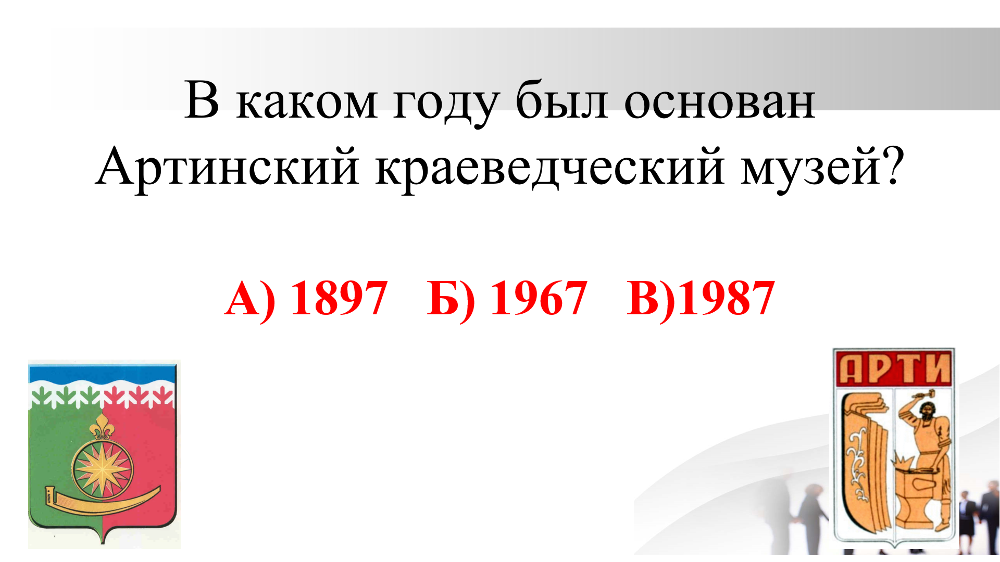 В каком году был основан
Артинский краеведческий музей?
А) 1897 Б) 1967 В)1987
АРТИ